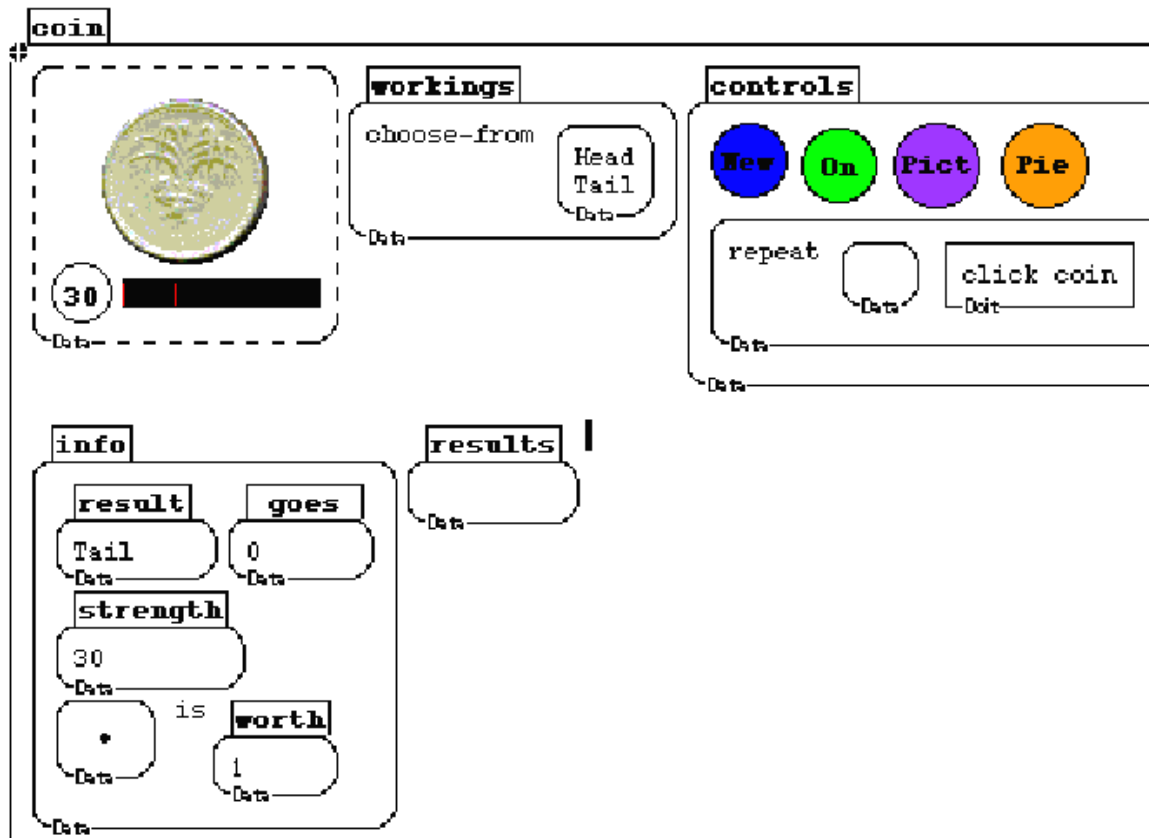 coin
30
Data
workings
choose-from
Head
Tail
Data
Data
controls
New
On
Pict
Pie
repeat
Data
click coin
Doit
Data
Data
info
result
Tail
Data
goes
0
Data
strength
30
Data
Data
is
worth
1
Data
Data
results
Data